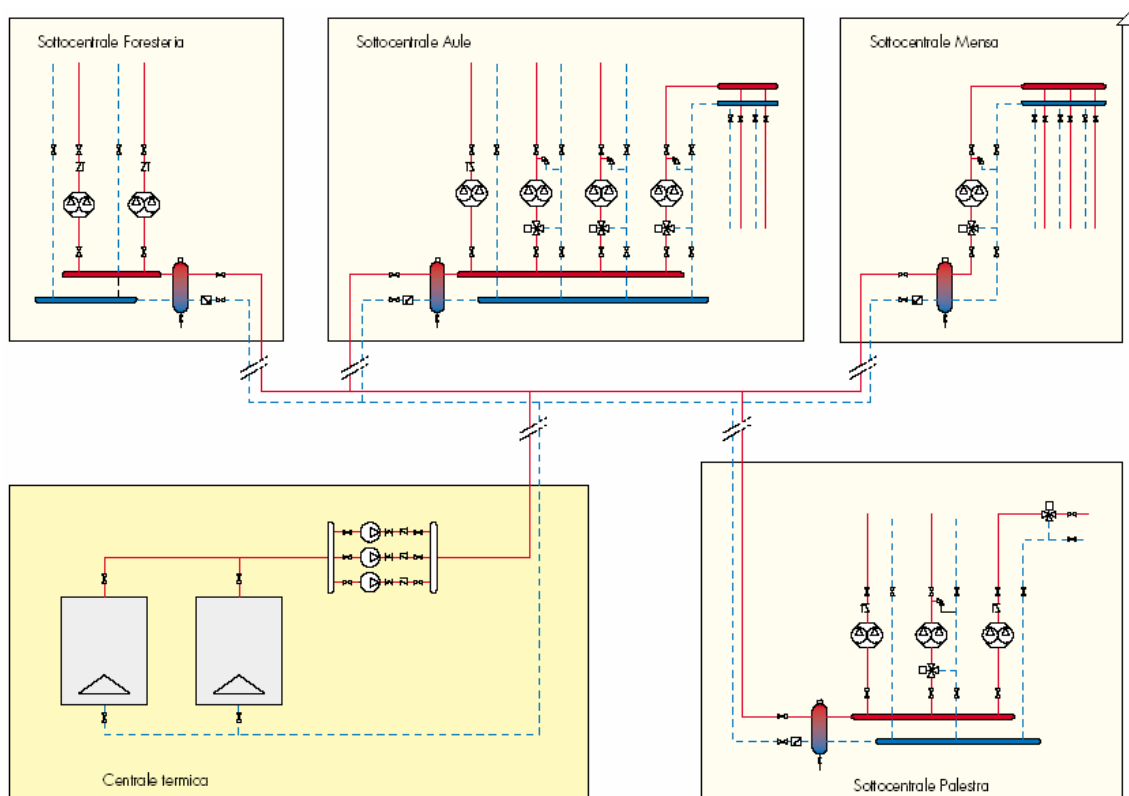 Sottocentrale Foresteria
Sottocentrale Aule
Sottocentrale Mensa
Centrale termica
Sottocentrale Palestra